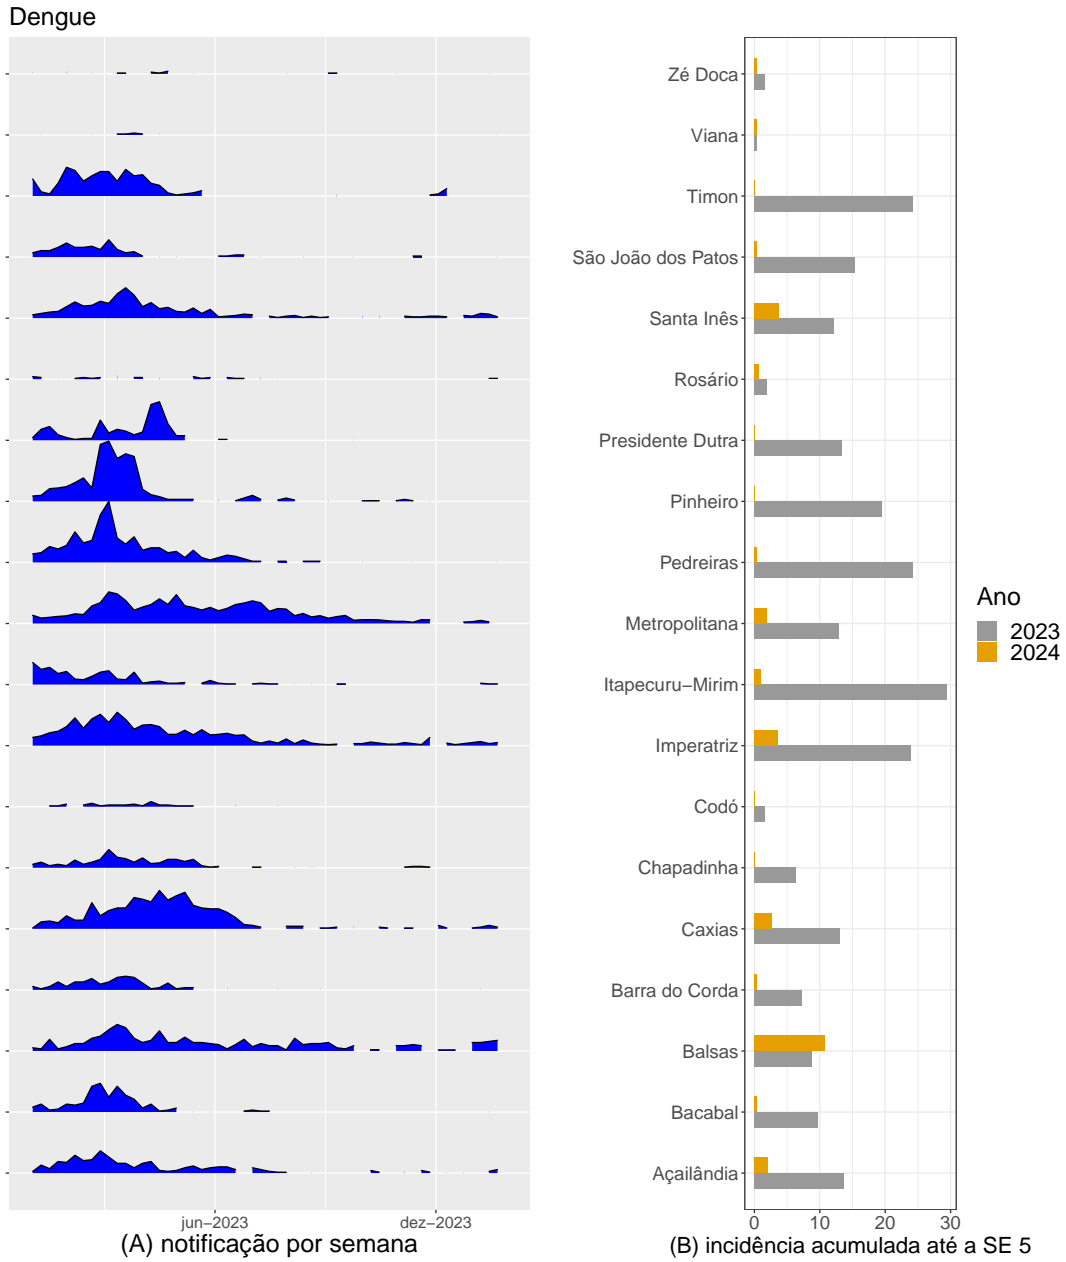 Dengue
Zé Doca
Viana
Timon
São João dos Patos
Santa Inês
Rosário
Presidente Dutra
Pinheiro
Pedreiras
Metropolitana
Itapecuru−Mirim
Imperatriz
Codó
Chapadinha
Caxias
Barra do Corda
Balsas
Bacabal
Açailândia
Ano
2023
2024
jun−2023 dez−2023
(A) notificação por semana
0 10 20 30
(B) incidência acumulada até a SE 5